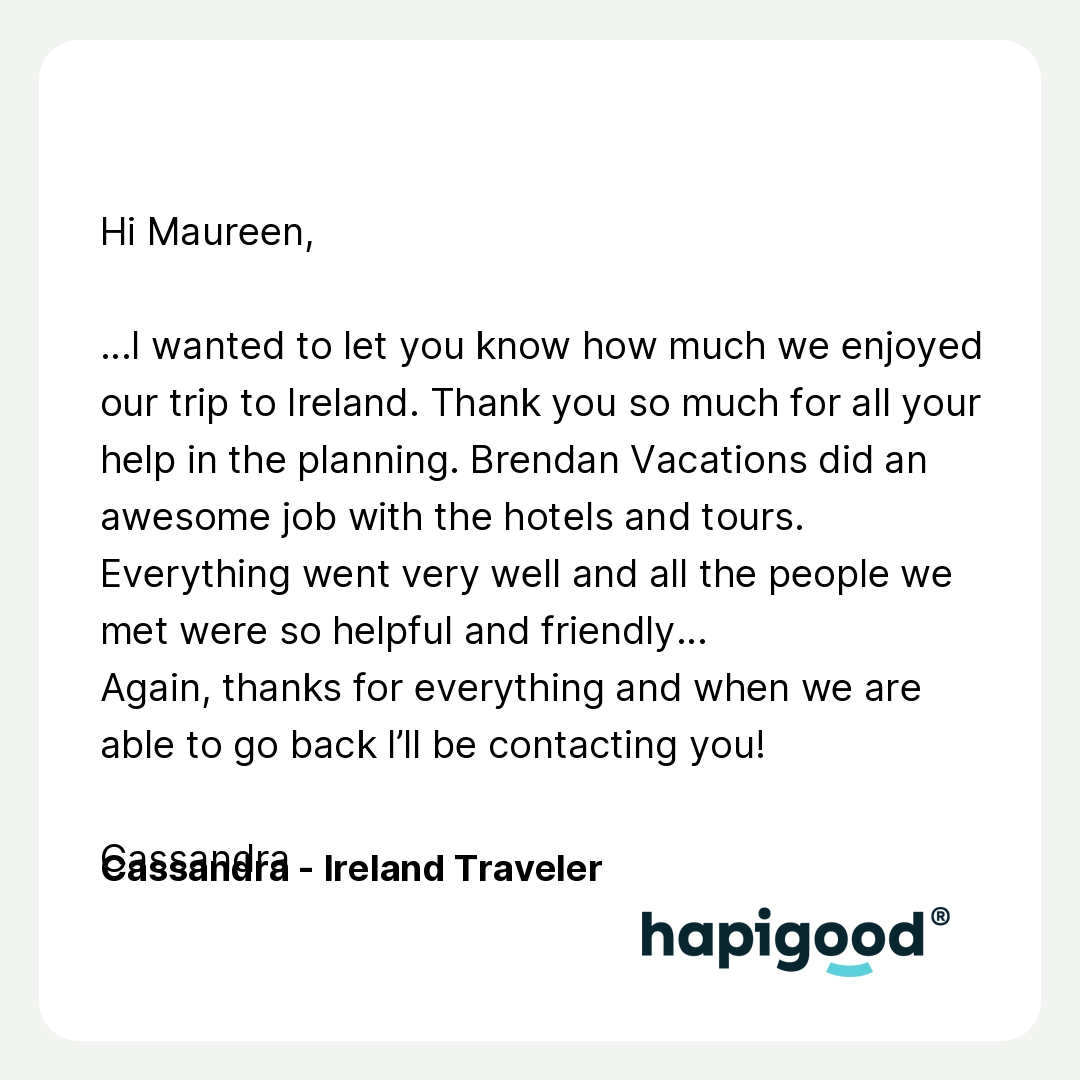 Hi Maureen,
...I wanted to let you know how much we enjoyed
our trip to Ireland. Thank you so much for all your
help in the planning. Brendan Vacations did an
awesome job with the hotels and tours.
Everything went very well and all the people we
met were so helpful and friendly...
Again, thanks for everything and when we are
able to go back I’ll be contacting you!
Cassandra
Cassandra - Ireland Traveler
hapigood®